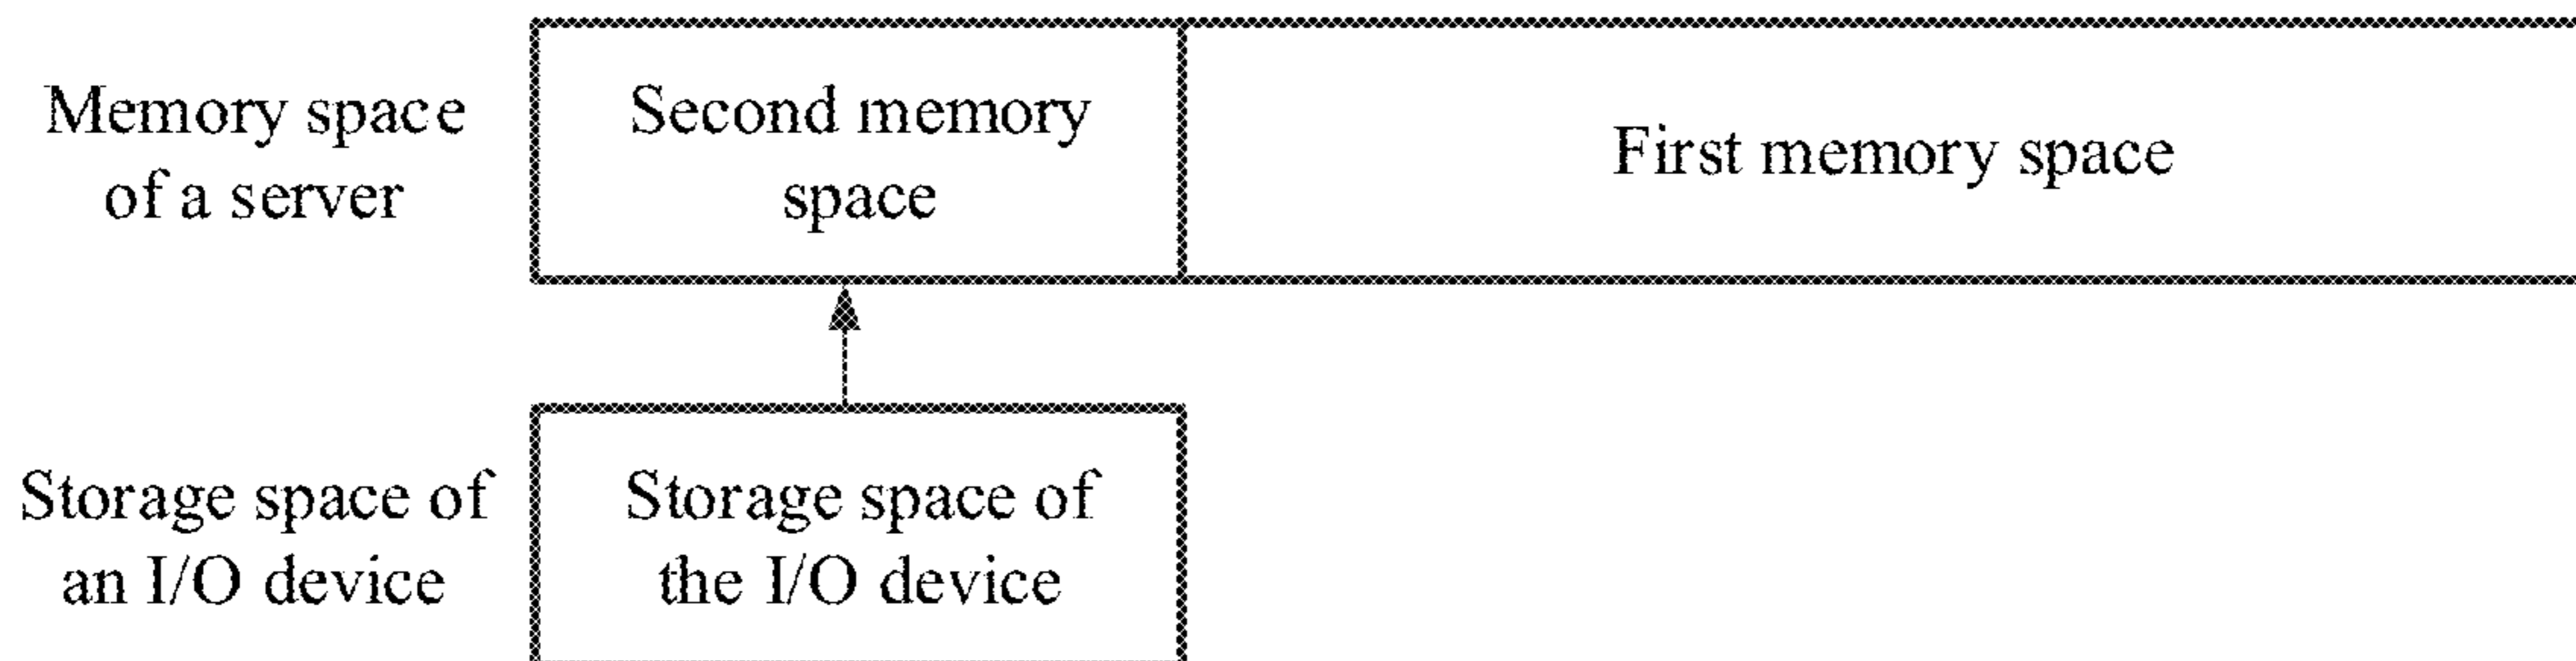 Memory space
of a server
Second memory
space
First memory space
Storage space of
an I/O device
Storage space of
the I/O device